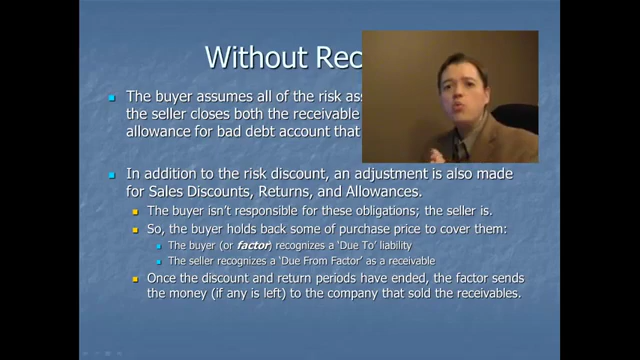 Without Rec
The buyer assumes all of the risk ass
the seller closes both the receivable
allowance for bad debt account that
In addition to the risk discount, an adjustment is also made
for Sales Discounts, Returns, and Allowances.
The buyer isn't responsible for these obligations; the seller is.
So, the buyer holds back some of purchase price to cover them:
The buyer (or factor) recognizes a 'Due To' liability
The seller recognizes a 'Due From Factor' as a receivable
Once the discount and return periods have ended, the factor sends
the money (if any is left) to the company that sold the receivables.